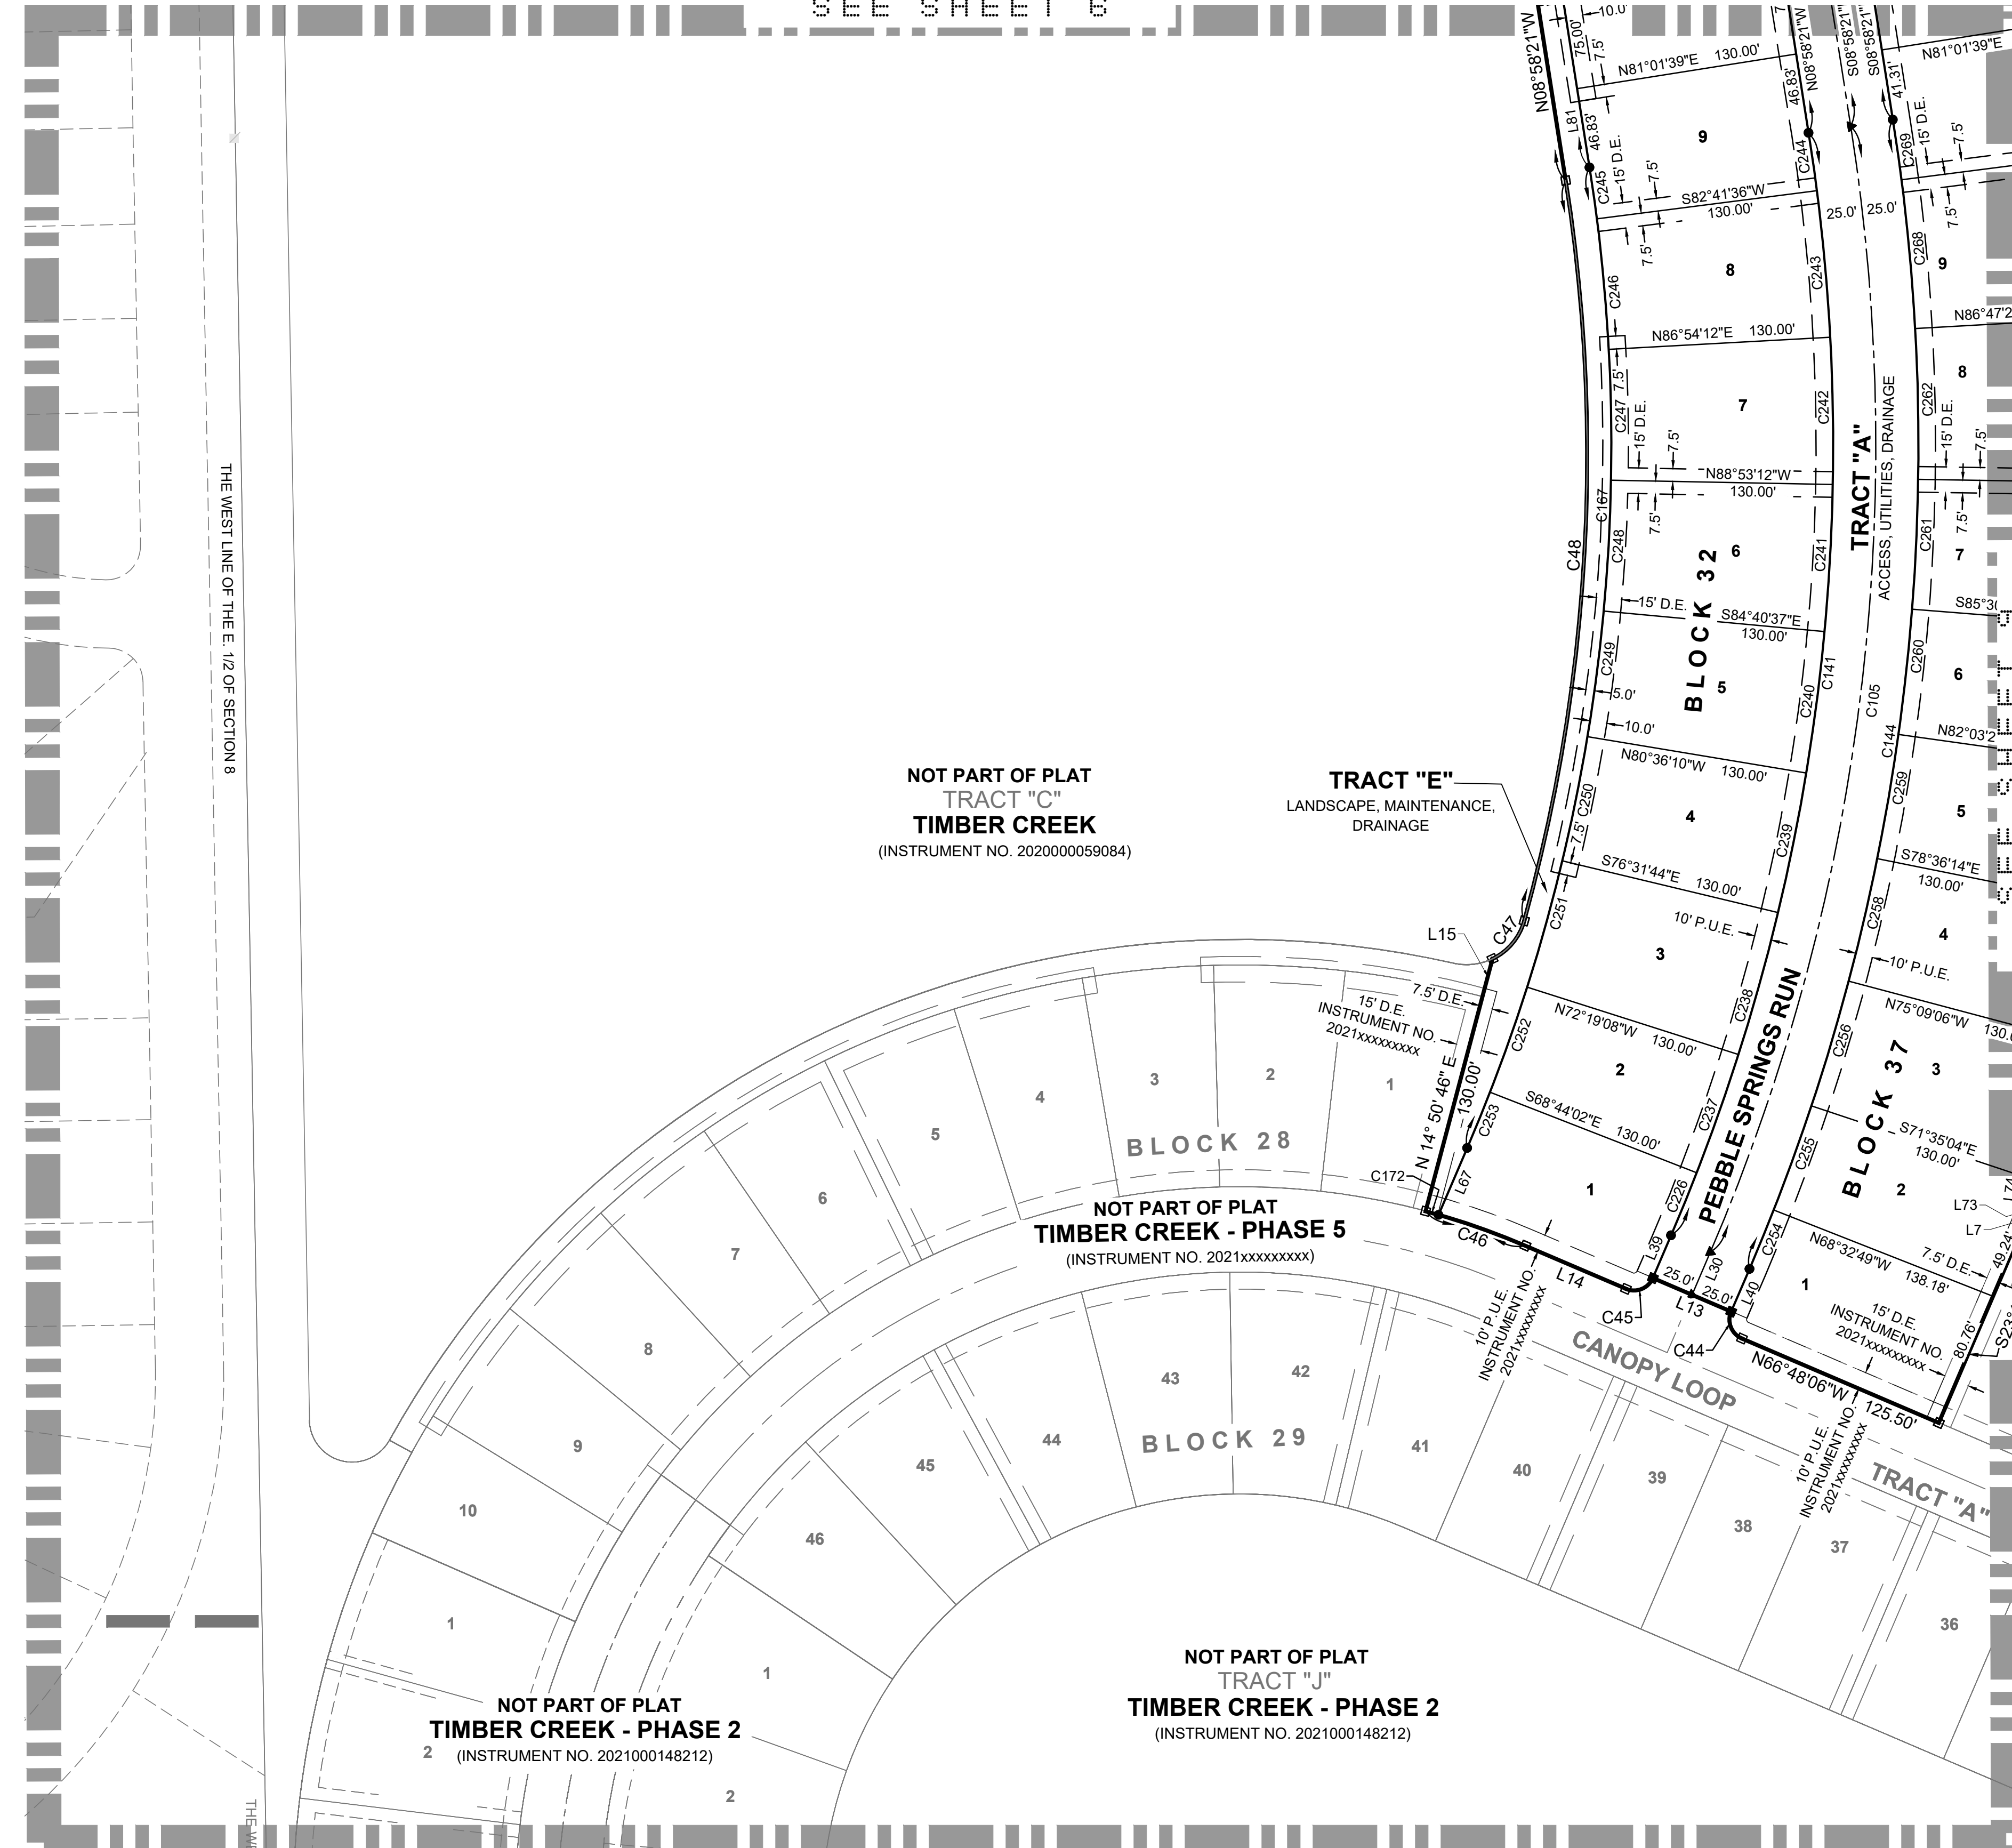 SEE SHEET 6
N08°58'21"W
75.00'
10.0'
7.5'
N81°01'39"E 130.00'
46.83'
N08°58'21"W
S08°58'21"
S08°58'21"
41.31'
N81°01'39"E
L81
46.83'
9
C244
C269
15' D.E.
7.5'
C245
15' D.E.
7.5'
S82°41'36"W
130.00'
25.0'
25.0'
7.5'
7.5'
C268
9
C246
8
C243
N86°54'12"E 130.00'
N86°47'2
7.5'
C247
15' D.E.
7.5'
7
C242
C262
15' D.E.
7.5'
8
N88°53'12"W
130.00'
7.5'
C167
C248
C48
6
C241
C261
7.5'
7
TRACT "A"
ACCESS, UTILITIES, DRAINAGE
BLOCK 32
15' D.E.
S84°40'37"E
130.00'
S85°3
C249
5.0'
10.0'
5
C240
C141
C105
C260
6
C144
N82°03'2
N80°36'10"W 130.00'
THE WEST LINE OF THE E. 1/2 OF SECTION 8
NOT PART OF PLAT
TRACT "C"
TIMBER CREEK
(INSTRUMENT NO. 2020000059084)
TRACT "E"
LANDSCAPE, MAINTENANCE,
DRAINAGE
7.5'
C250
4
C239
C259
5
S76°31'44"E 130.00'
S78°36'14"E
130.00'
C251
10' P.U.E.
C258
4
L15
C47
3
10' P.U.E.
7.5' D.E.
15' D.E.
INSTRUMENT NO.
2021xxxxxxxxx
N72°19'08"W 130.00'
C238
N75°09'06"W 130.
C252
C256
PEBBLE SPRINGS RUN
BLOCK 37
3
2
N 14° 50' 46" E
130.00'
S68°44'02"E 130.00'
C237
S71°35'04"E
130.00'
C253
C255
5
4
3
2
1
BLOCK 28
C172
L67
1
C226
2
L73
L74
L7
6
NOT PART OF PLAT
TIMBER CREEK - PHASE 5
(INSTRUMENT NO. 2021xxxxxxxxx)
C46
L14
L39
C254
N68°32'49"W 138.18'
7.5' D.E.
49.24'
25.0'
L30
25.0'
L13
L40
1
C45
C44
15' D.E.
INSTRUMENT NO.
2021xxxxxxxxx
80.76'
S23°
10' P.U.E.
INSTRUMENT NO.
2021xxxxxxxxx
CANOPY LOOP
N66°48'06"W 125.50'
10' P.U.E.
INSTRUMENT NO.
2021xxxxxxxxx
TRACT "A"
7
8
9
10
1
2
43
42
44
BLOCK 29
45
46
41
40
39
38
37
36
1
2
NOT PART OF PLAT
TIMBER CREEK - PHASE 2
(INSTRUMENT NO. 2021000148212)
NOT PART OF PLAT
TRACT "J"
TIMBER CREEK - PHASE 2
(INSTRUMENT NO. 2021000148212)
THE WE